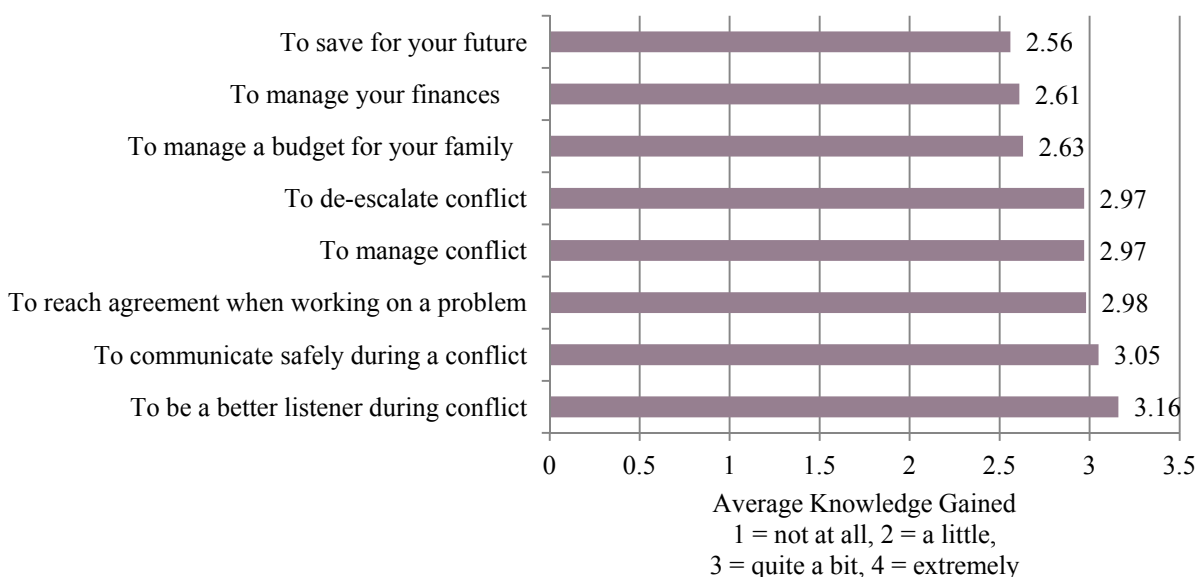 To save for your future 2.56
To manage your finances 2.61
To manage a budget for your family 2.63
To de-escalate conflict 2.97
To manage conflict 2.97
To reach agreement when working on a problem 2.98
To communicate safely during a conflict 3.05
To be a better listener during conflict 3.16
0 0.5 1 1.5 2 2.5 3 3.5
Average Knowledge Gained
1 = not at all, 2 = a little,
3 = quite a bit, 4 = extremely